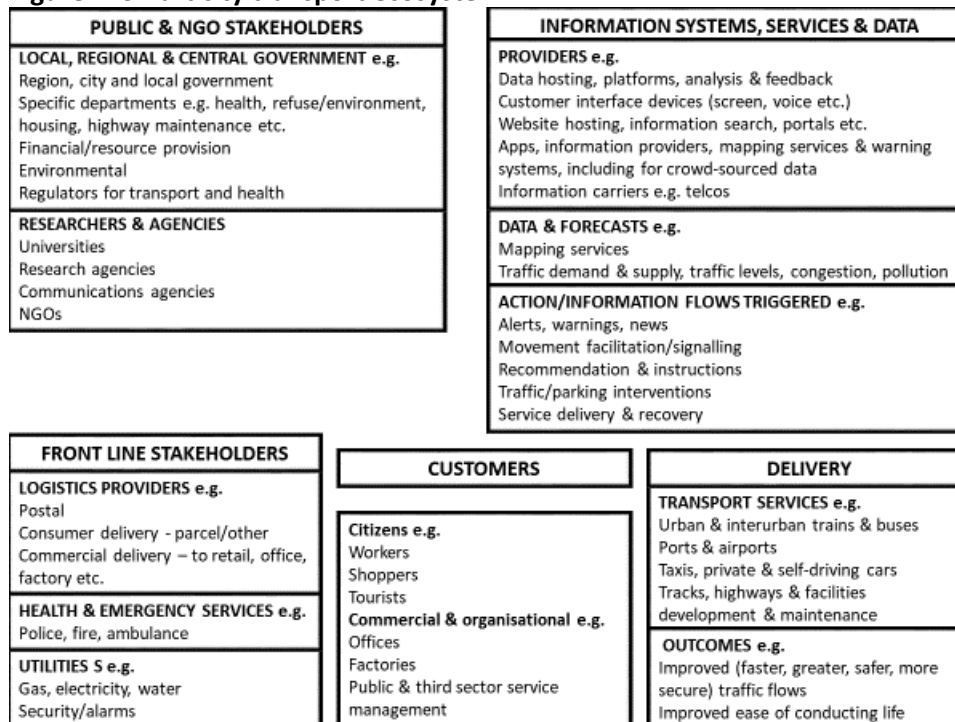 PUBLIC & NGO STAKEHOLDERS
LOCAL, REGIONAL & CENTRAL GOVERNMENT e.g.
Region, city and local government
Specific departments e.g. health, refuse/environment,
housing, highway maintenance etc.
Financial/resource provision
Environmental
Regulators for transport and health
RESEARCHERS & AGENCIES
Universities
Research agencies
Communications agencies
NGOs
INFORMATION SYSTEMS, SERVICES & DATA
PROVIDERS e.g.
Data hosting, platforms, analysis & feedback
Customer interface devices (screen, voice etc.)
Website hosting, information search, portals etc.
Apps, information providers, mapping services & warning
systems, including for crowd-sourced data
Information carriers e.g. telcos
DATA & FORECASTS e.g.
Mapping services
Traffic demand & supply, traffic levels, congestion, pollution
ACTION/INFORMATION FLOWS TRIGGERED e.g.
Alerts, warnings, news
Movement facilitation/signalling
Recommendation & instructions
Traffic/parking interventions
Service delivery & recovery
FRONT LINE STAKEHOLDERS
LOGISTICS PROVIDERS e.g.
Postal
Consumer delivery - parcel/other
Commercial delivery – to retail, office,
factory etc.
HEALTH & EMERGENCY SERVICES e.g.
Police, fire, ambulance
UTILITIES S e.g.
Gas, electricity, water
Security/alarms
CUSTOMERS
Citizens e.g.
Workers
Shoppers
Tourists
Commercial & organisational e.g.
Offices
Factories
Public & third sector service
management
DELIVERY
TRANSPORT SERVICES e.g.
Urban & interurban trains & buses
Ports & airports
Taxis, private & self-driving cars
Tracks, highways & facilities
development & maintenance
OUTCOMES e.g.
Improved (faster, greater, safer, more
secure) traffic flows
Improved ease of conducting life